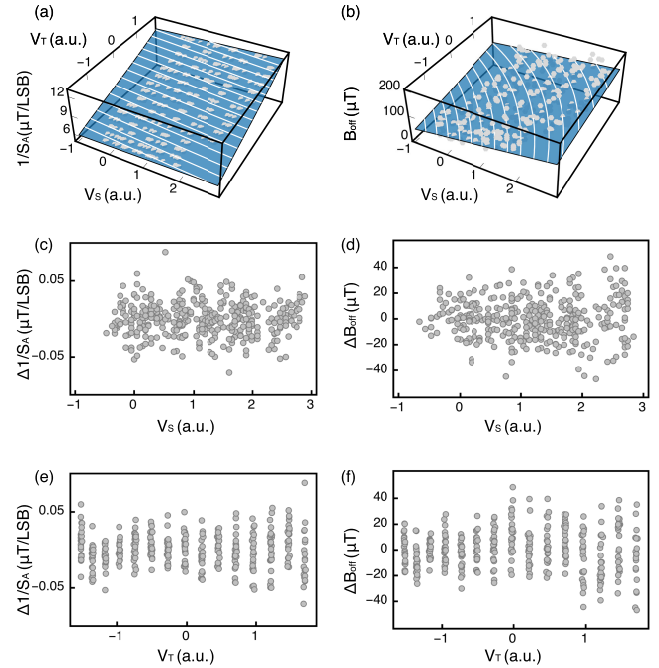 (a)
1
V_T (a.u.)
−1
1/S_A (μT/LSB)
12
9
6
−1
0
1
2
V_S (a.u.)
(b)
1
V_T (a.u.)
−1
B_off (μT)
200
100
0
−1
0
1
2
V_S (a.u.)
(c)
Δ1/S_A (μT/LSB)
0.05
−0.05
−1 0 1 2 3
V_S (a.u.)
(d)
ΔB_off (μT)
40
20
0
−20
−40
−1 0 1 2 3
V_S (a.u.)
(e)
Δ1/S_A (μT/LSB)
0.05
−0.05
−1 0 1
V_T (a.u.)
(f)
ΔB_off (μT)
40
20
0
−20
−40
−1 0 1
V_T (a.u.)